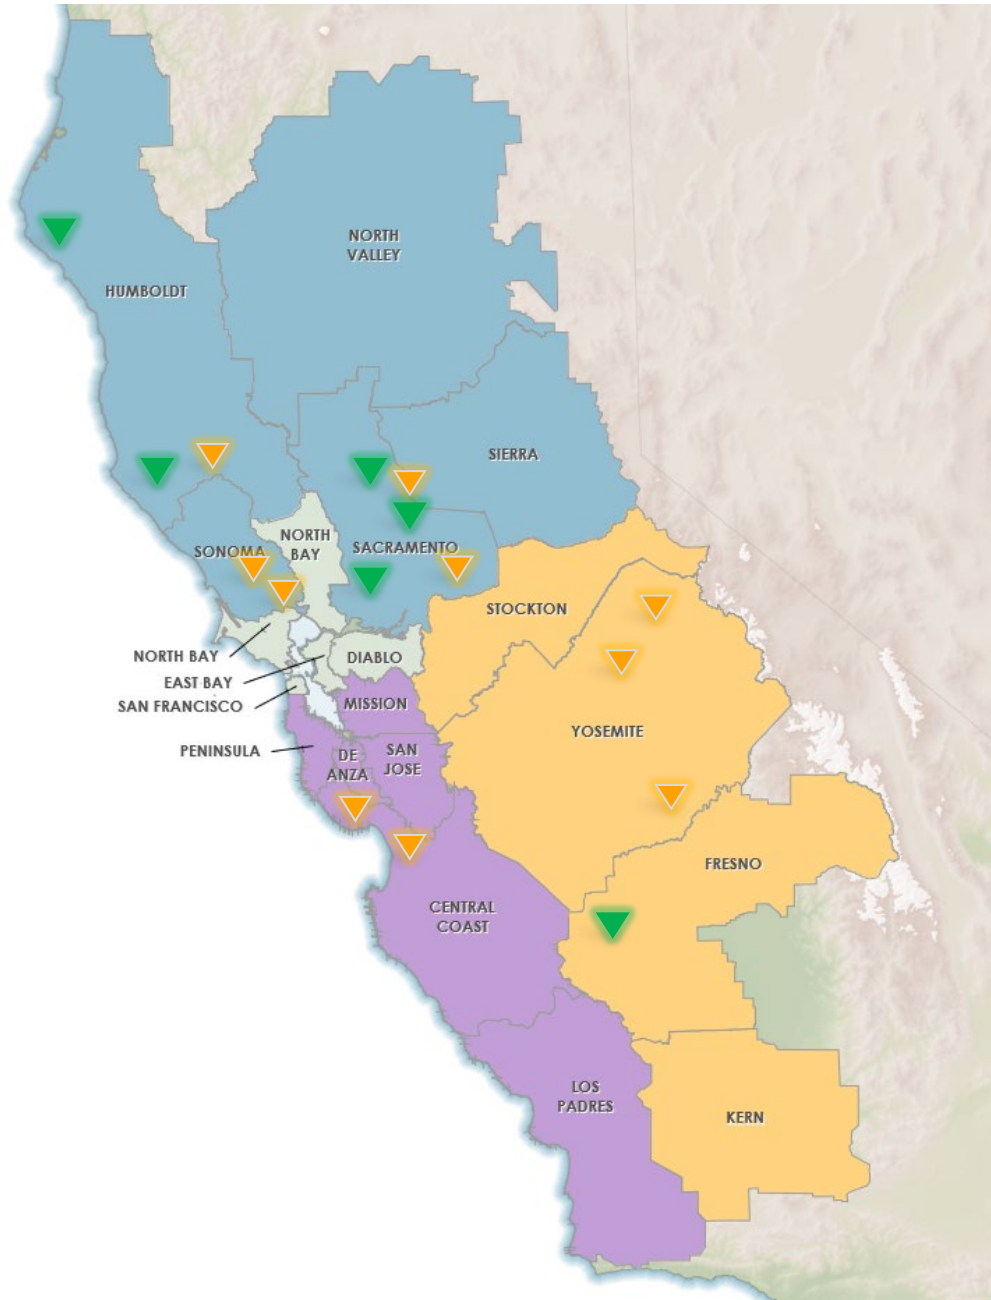 NORTH
VALLEY
HUMBOLDT
SIERRA
NORTH
BAY
SONOMA
SACRAMENTO
STOCKTON
NORTH BAY
DIABLO
EAST BAY
SAN FRANCISCO
MISSION
YOSEMITE
PENINSULA
DE
ANZA
SAN
JOSE
FRESNO
CENTRAL
COAST
LOS
PADRES
KERN